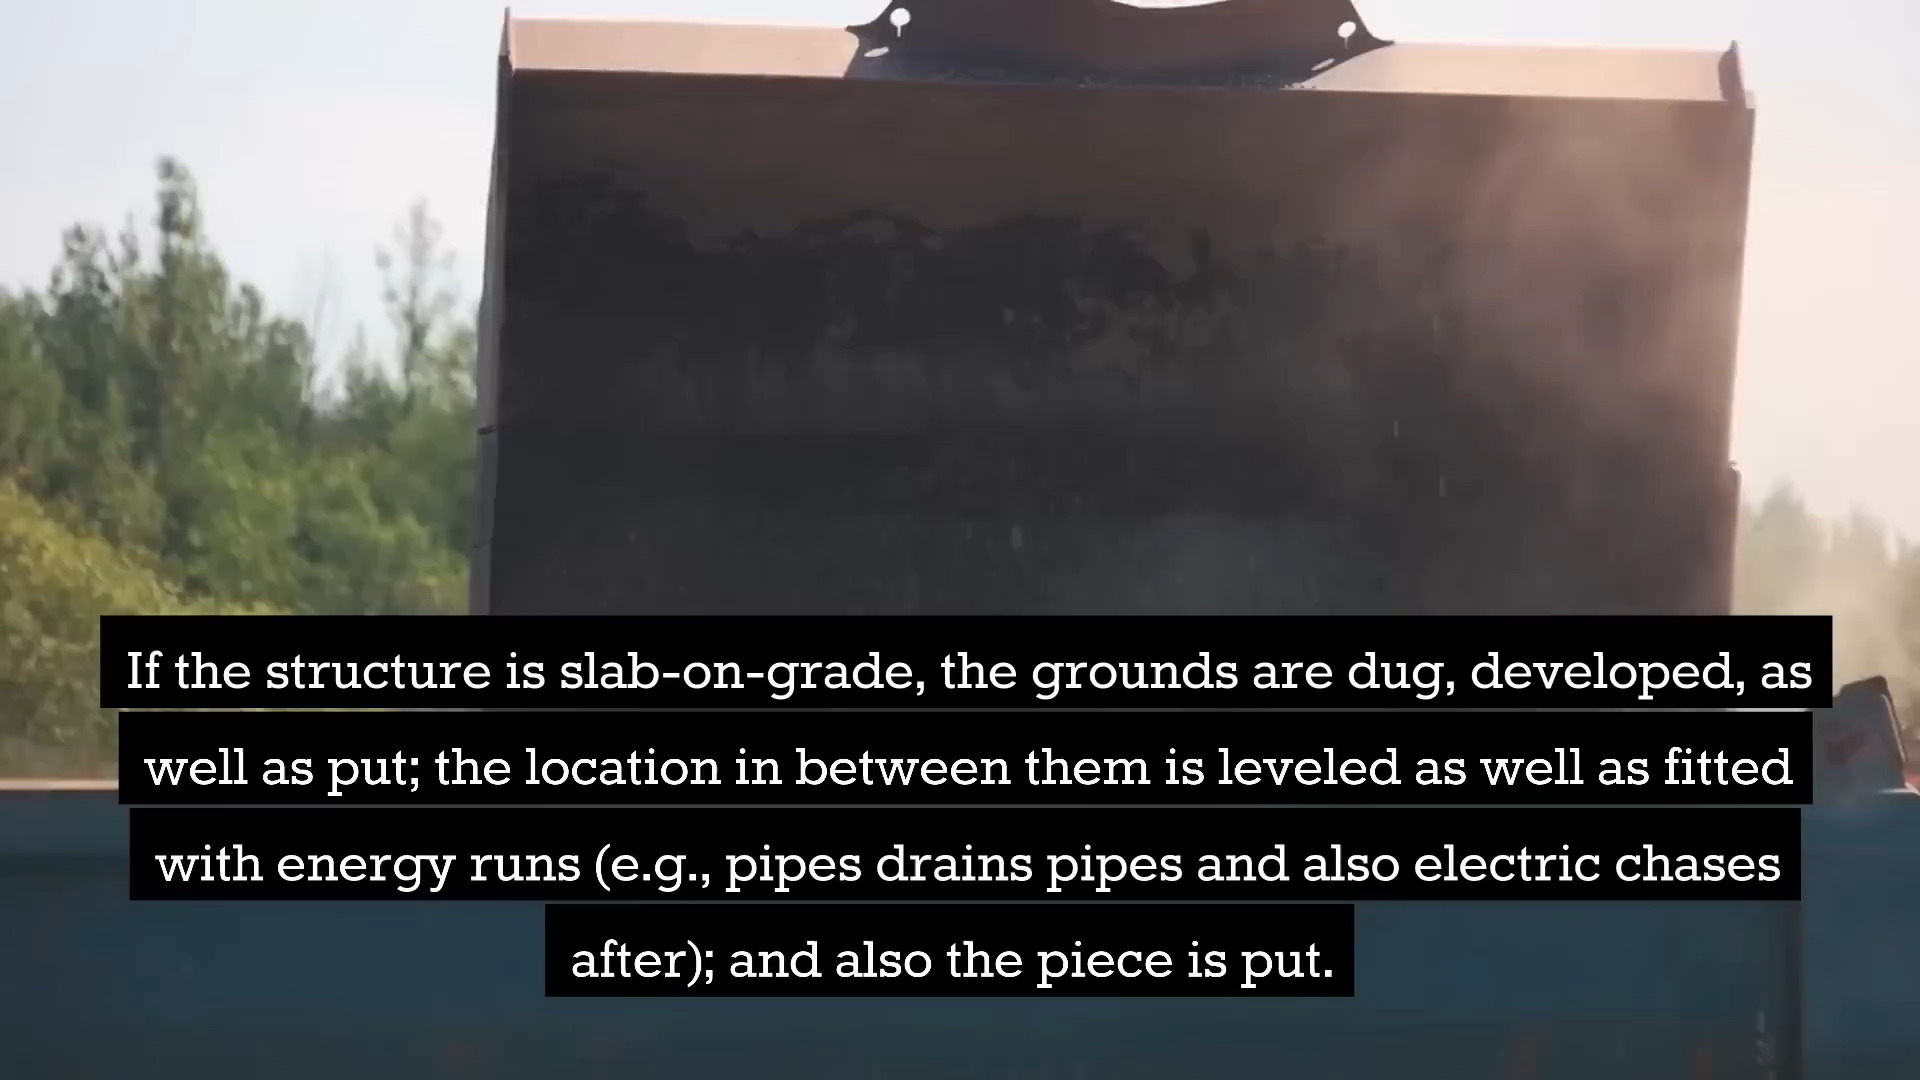 If the structure is slab-on-grade, the grounds are dug, developed, as
well as put; the location in between them is leveled as well as fitted
with energy runs (e.g., pipes drains pipes and also electric chases
after); and also the piece is put.